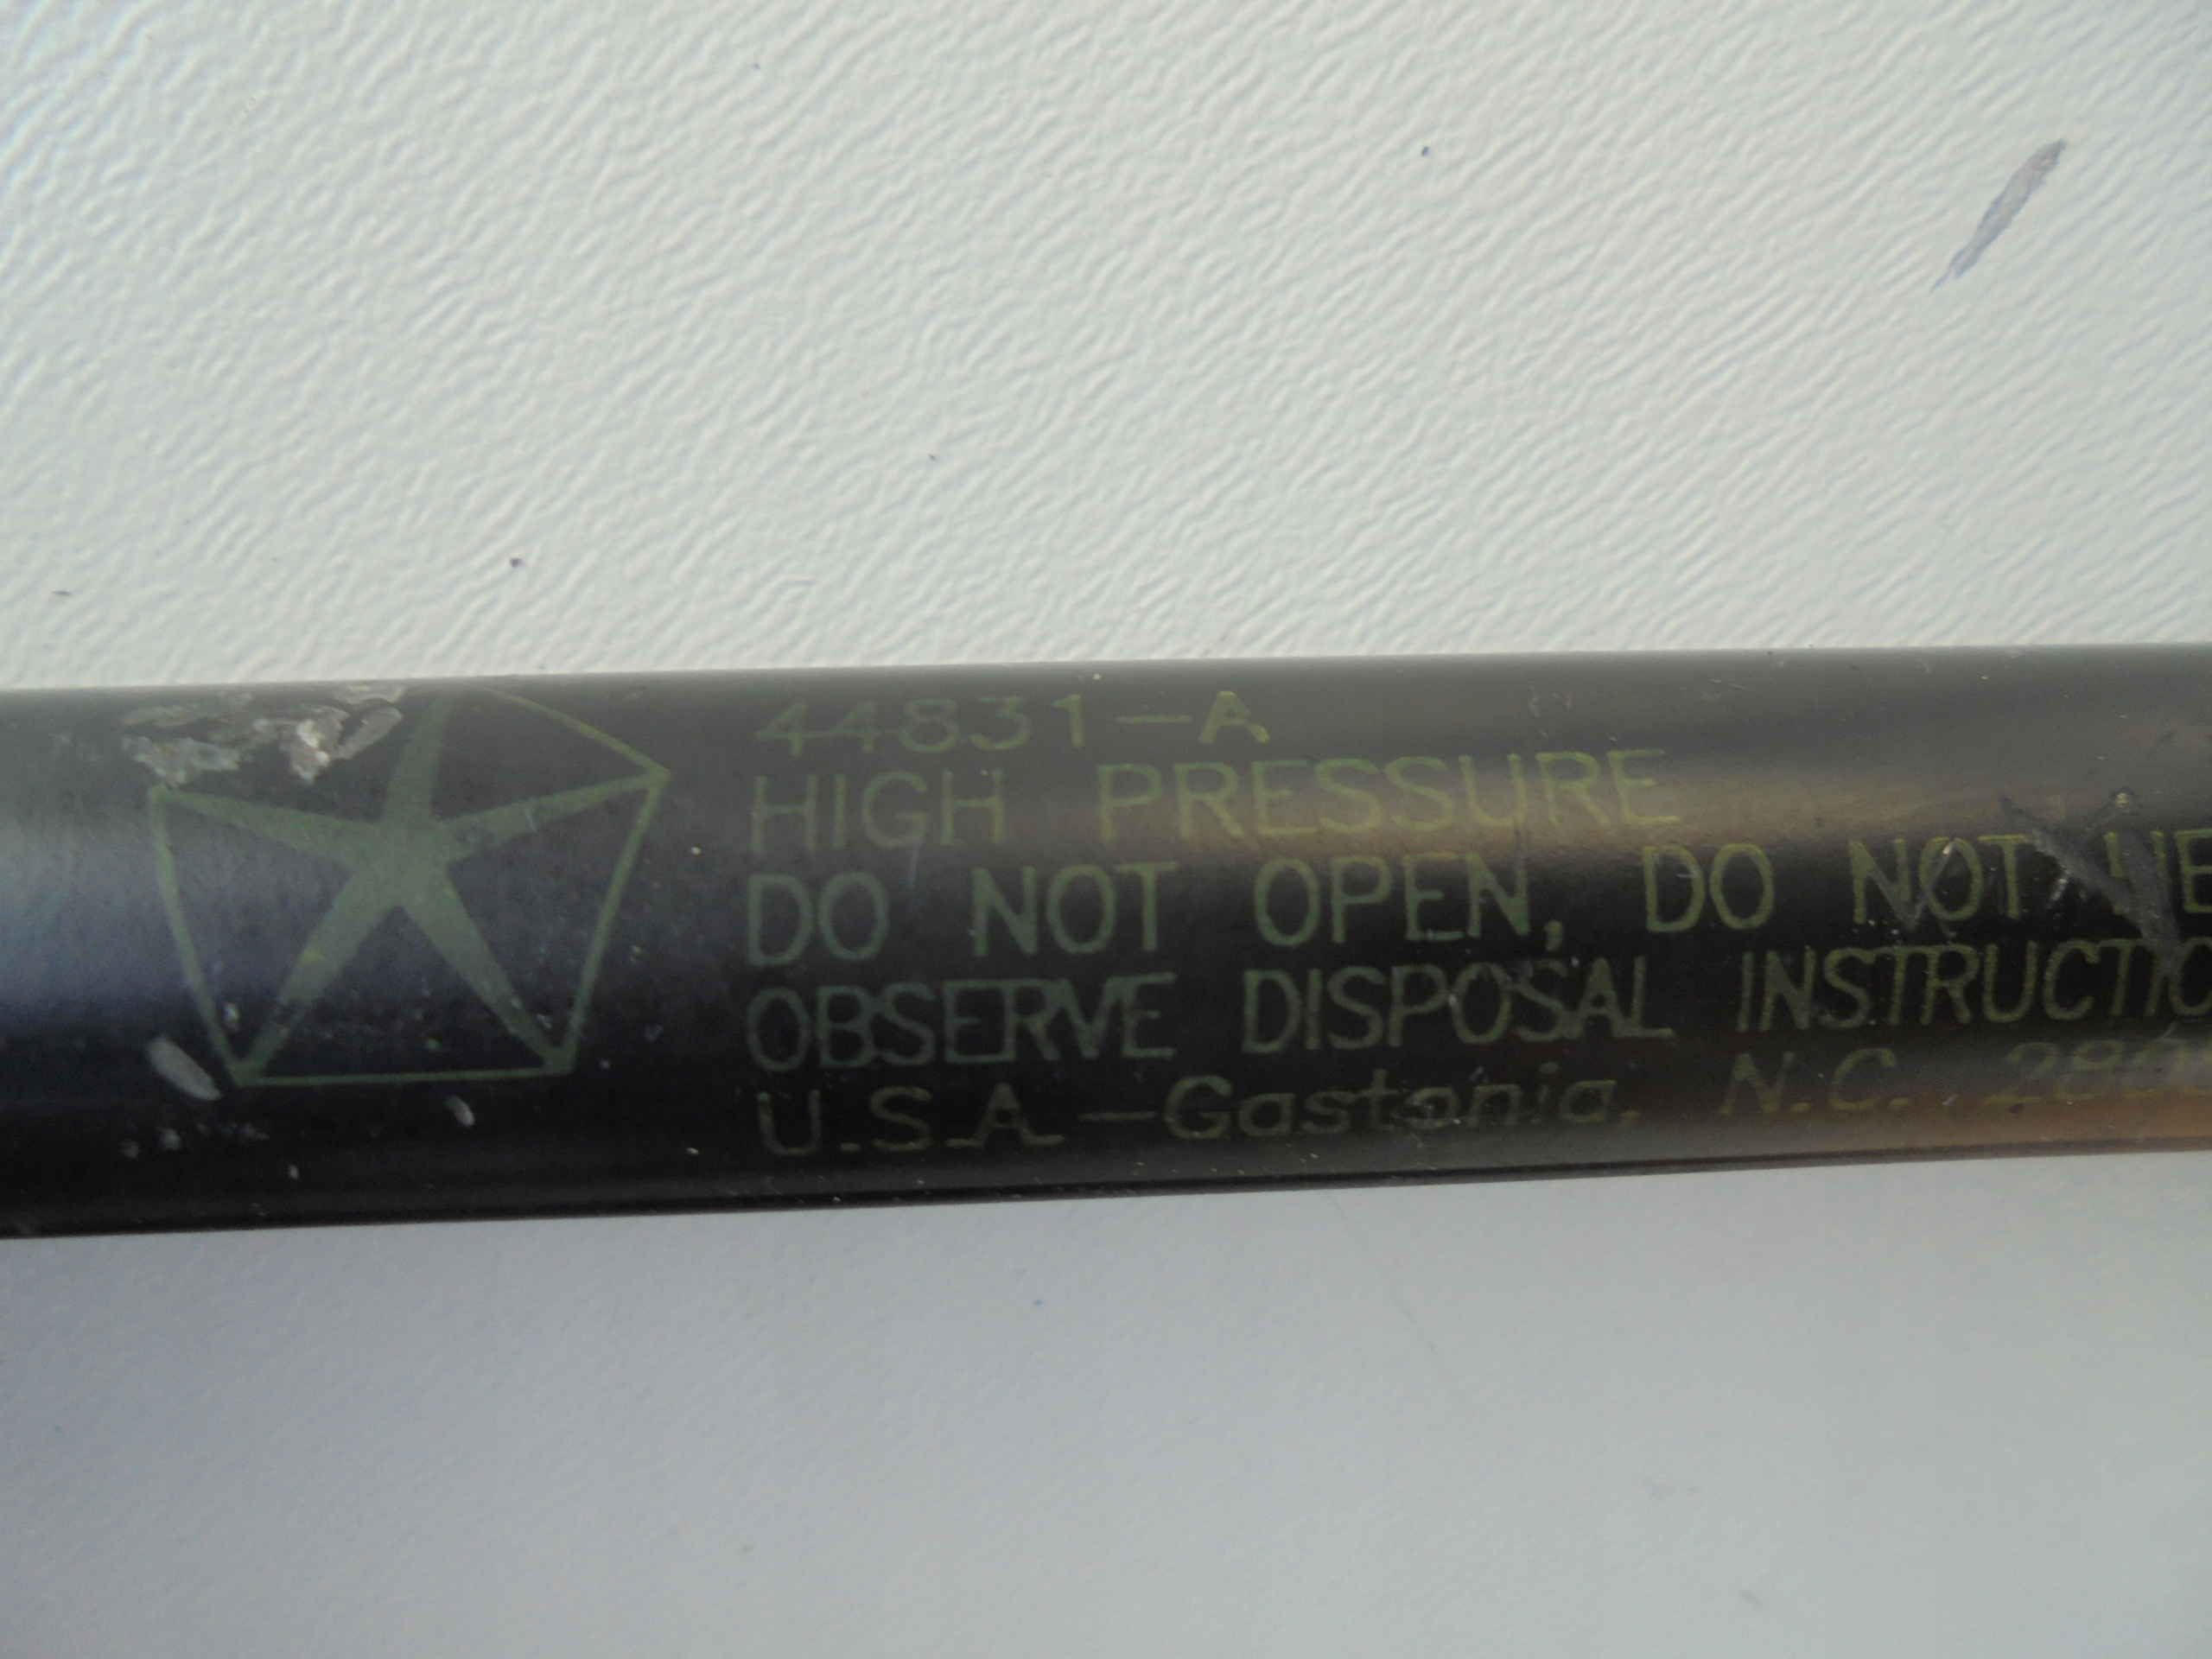 44831-A
HIGH PRESSURE
DO NOT OPEN, DO NOT
OBSERVE DISPOSAL
U.S.A.-Gastonia, N.C.